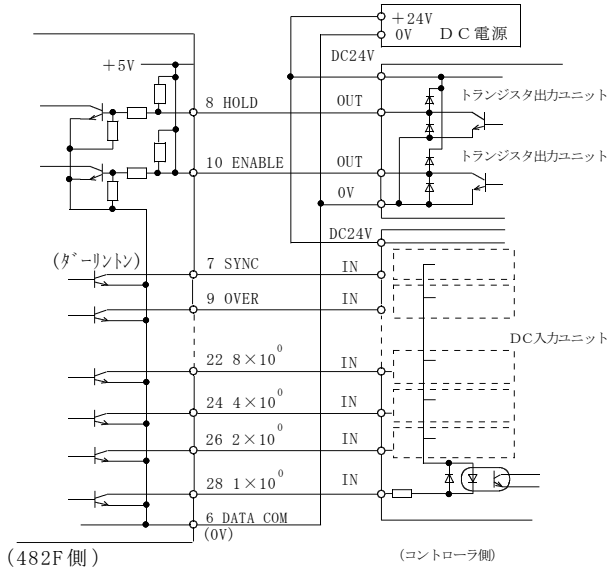 +24V
0V DC電源
DC24V
+5V
8 HOLD OUT トランジスタ出力ユニット
10 ENABLE OUT トランジスタ出力ユニット
0V
DC24V
(ダーリントン)
7 SYNC IN
9 OVER IN
DC入力ユニット
22 8×10⁰ IN
24 4×10⁰ IN
26 2×10⁰ IN
28 1×10⁰ IN
6 DATA COM
(0V)
(482F側)
(コントローラ側)